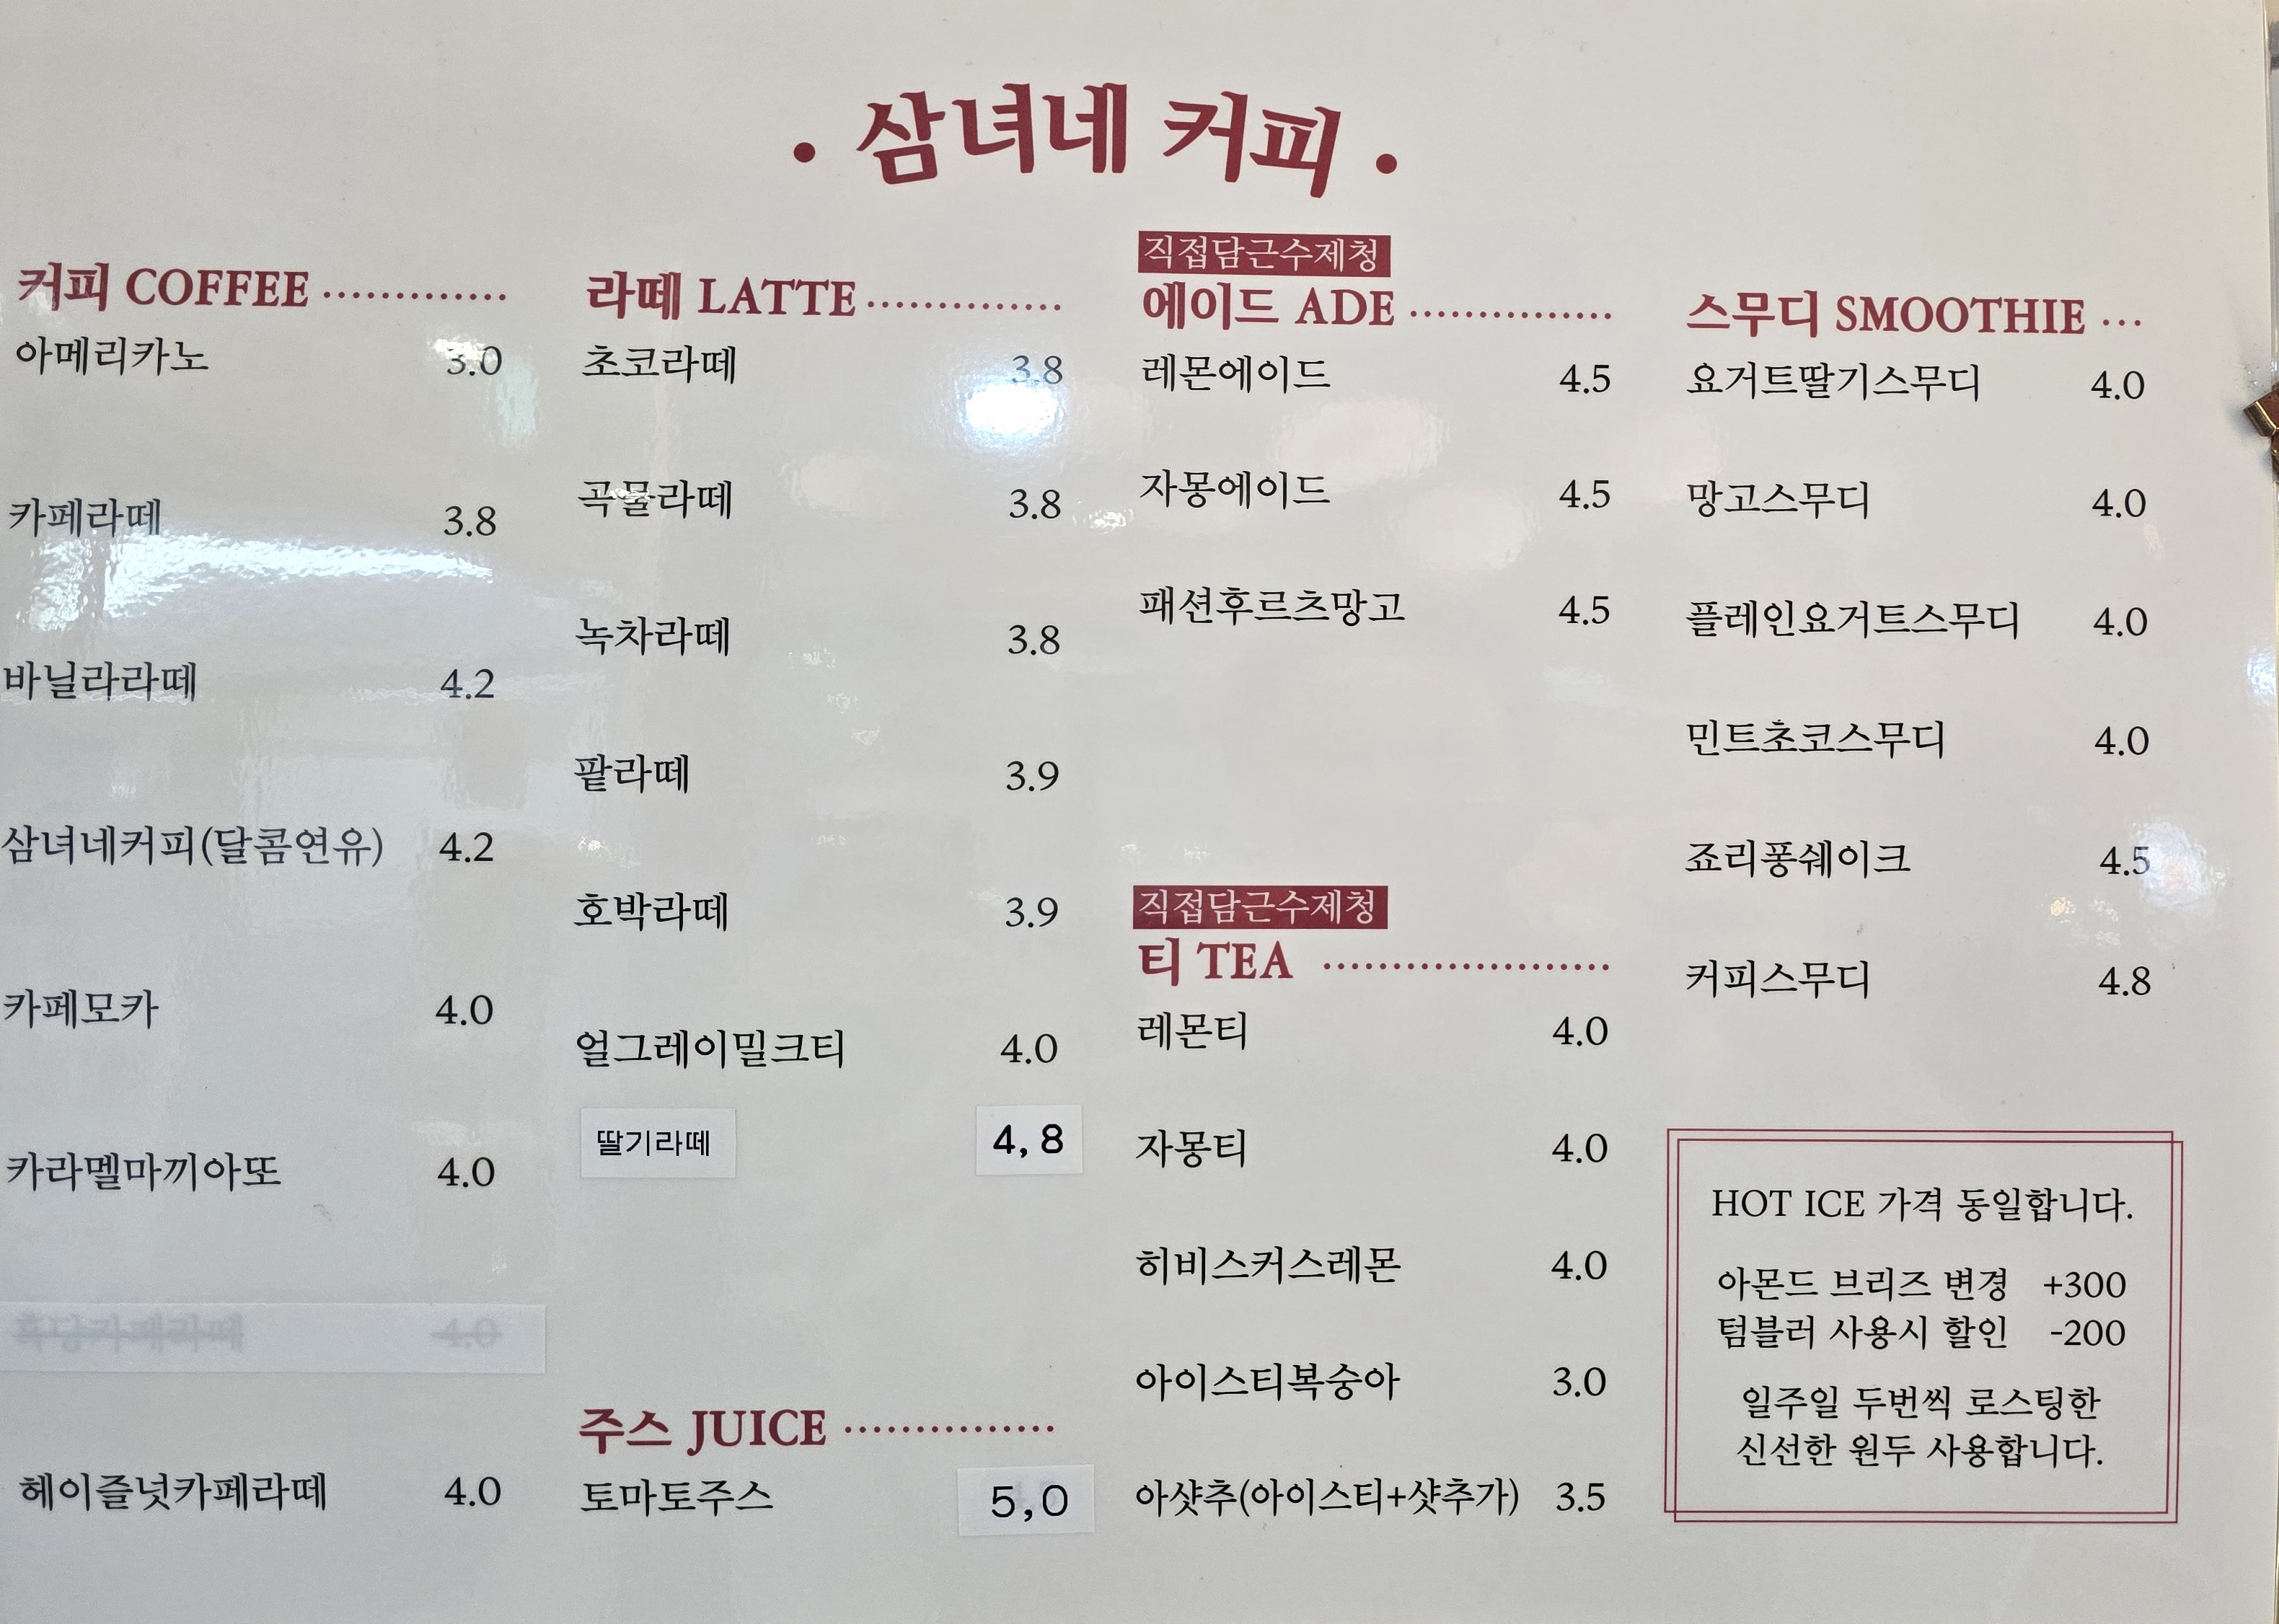 · 삼녀네 커피 ·
커피 COFFEE
아메리카노 3.0
카페라떼 3.8
바닐라라떼 4.2
삼녀네커피(달콤연유) 4.2
카페모카 4.0
카라멜마끼아또 4.0
흑당카페라떼 4.0
헤이즐넛카페라떼 4.0
라떼 LATTE
초코라떼 3.8
곡물라떼 3.8
녹차라떼 3.8
팥라떼 3.9
호박라떼 3.9
얼그레이밀크티 4.0
딸기라떼 4,8
주스 JUICE
토마토주스 5,0
직접담근수제청
에이드 ADE
레몬에이드 4.5
자몽에이드 4.5
패션후르츠망고 4.5
직접담근수제청
티 TEA
레몬티 4.0
자몽티 4.0
히비스커스레몬 4.0
아이스티복숭아 3.0
아샷추(아이스티+샷추가) 3.5
스무디 SMOOTHIE
요거트딸기스무디 4.0
망고스무디 4.0
플레인요거트스무디 4.0
민트초코스무디 4.0
죠리퐁쉐이크 4.5
커피스무디 4.8
HOT ICE 가격 동일합니다.
아몬드 브리즈 변경 +300
텀블러 사용시 할인 -200
일주일 두번씩 로스팅한
신선한 원두 사용합니다.